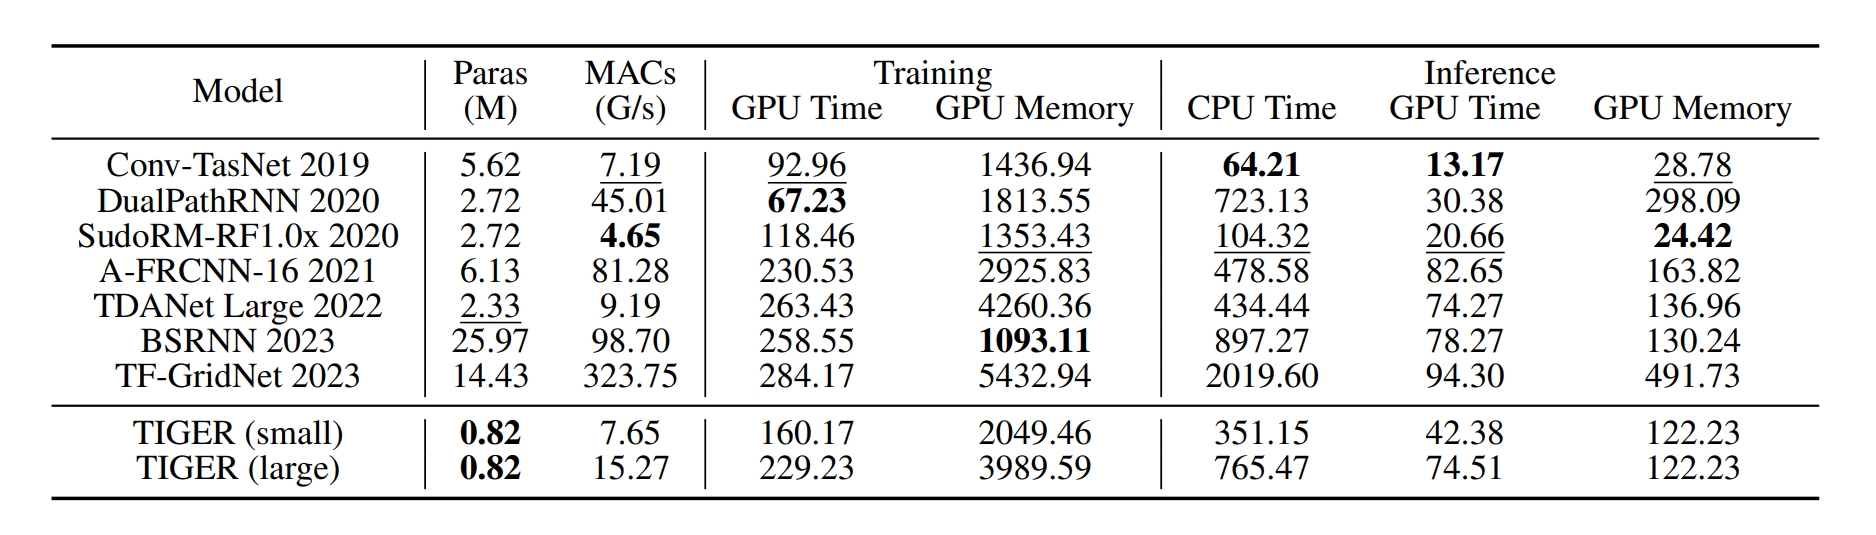 Model Paras MACs Training Inference
(M) (G/s) GPU Time GPU Memory CPU Time GPU Time GPU Memory
Conv-TasNet 2019 5.62 7.19 92.96 1436.94 64.21 13.17 28.78
DualPathRNN 2020 2.72 45.01 67.23 1813.55 723.13 30.38 298.09
SudoRM-RF1.0x 2020 2.72 4.65 118.46 1353.43 104.32 20.66 24.42
A-FRCNN-16 2021 6.13 81.28 230.53 2925.83 478.58 82.65 163.82
TDANet Large 2022 2.33 9.19 263.43 4260.36 434.44 74.27 136.96
BSRNN 2023 25.97 98.70 258.55 1093.11 897.27 78.27 130.24
TF-GridNet 2023 14.43 323.75 284.17 5432.94 2019.60 94.30 491.73
TIGER (small) 0.82 7.65 160.17 2049.46 351.15 42.38 122.23
TIGER (large) 0.82 15.27 229.23 3989.59 765.47 74.51 122.23